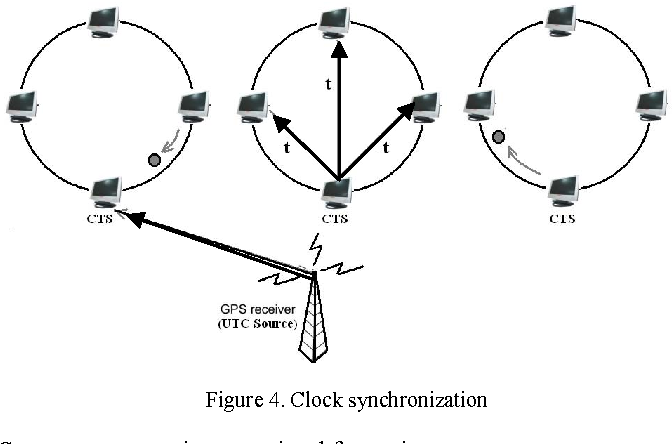 t
t
t
CTS
CTS
CTS
GPS receiver
(UTC Source)
Figure 4. Clock synchronization